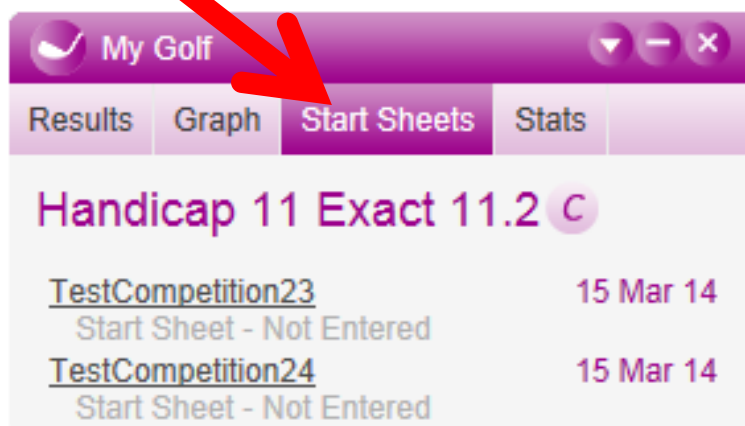 My Golf
Results Graph Start Sheets Stats
Handicap 11 Exact 11.2 C
TestCompetition23 15 Mar 14
Start Sheet - Not Entered
TestCompetition24 15 Mar 14
Start Sheet - Not Entered